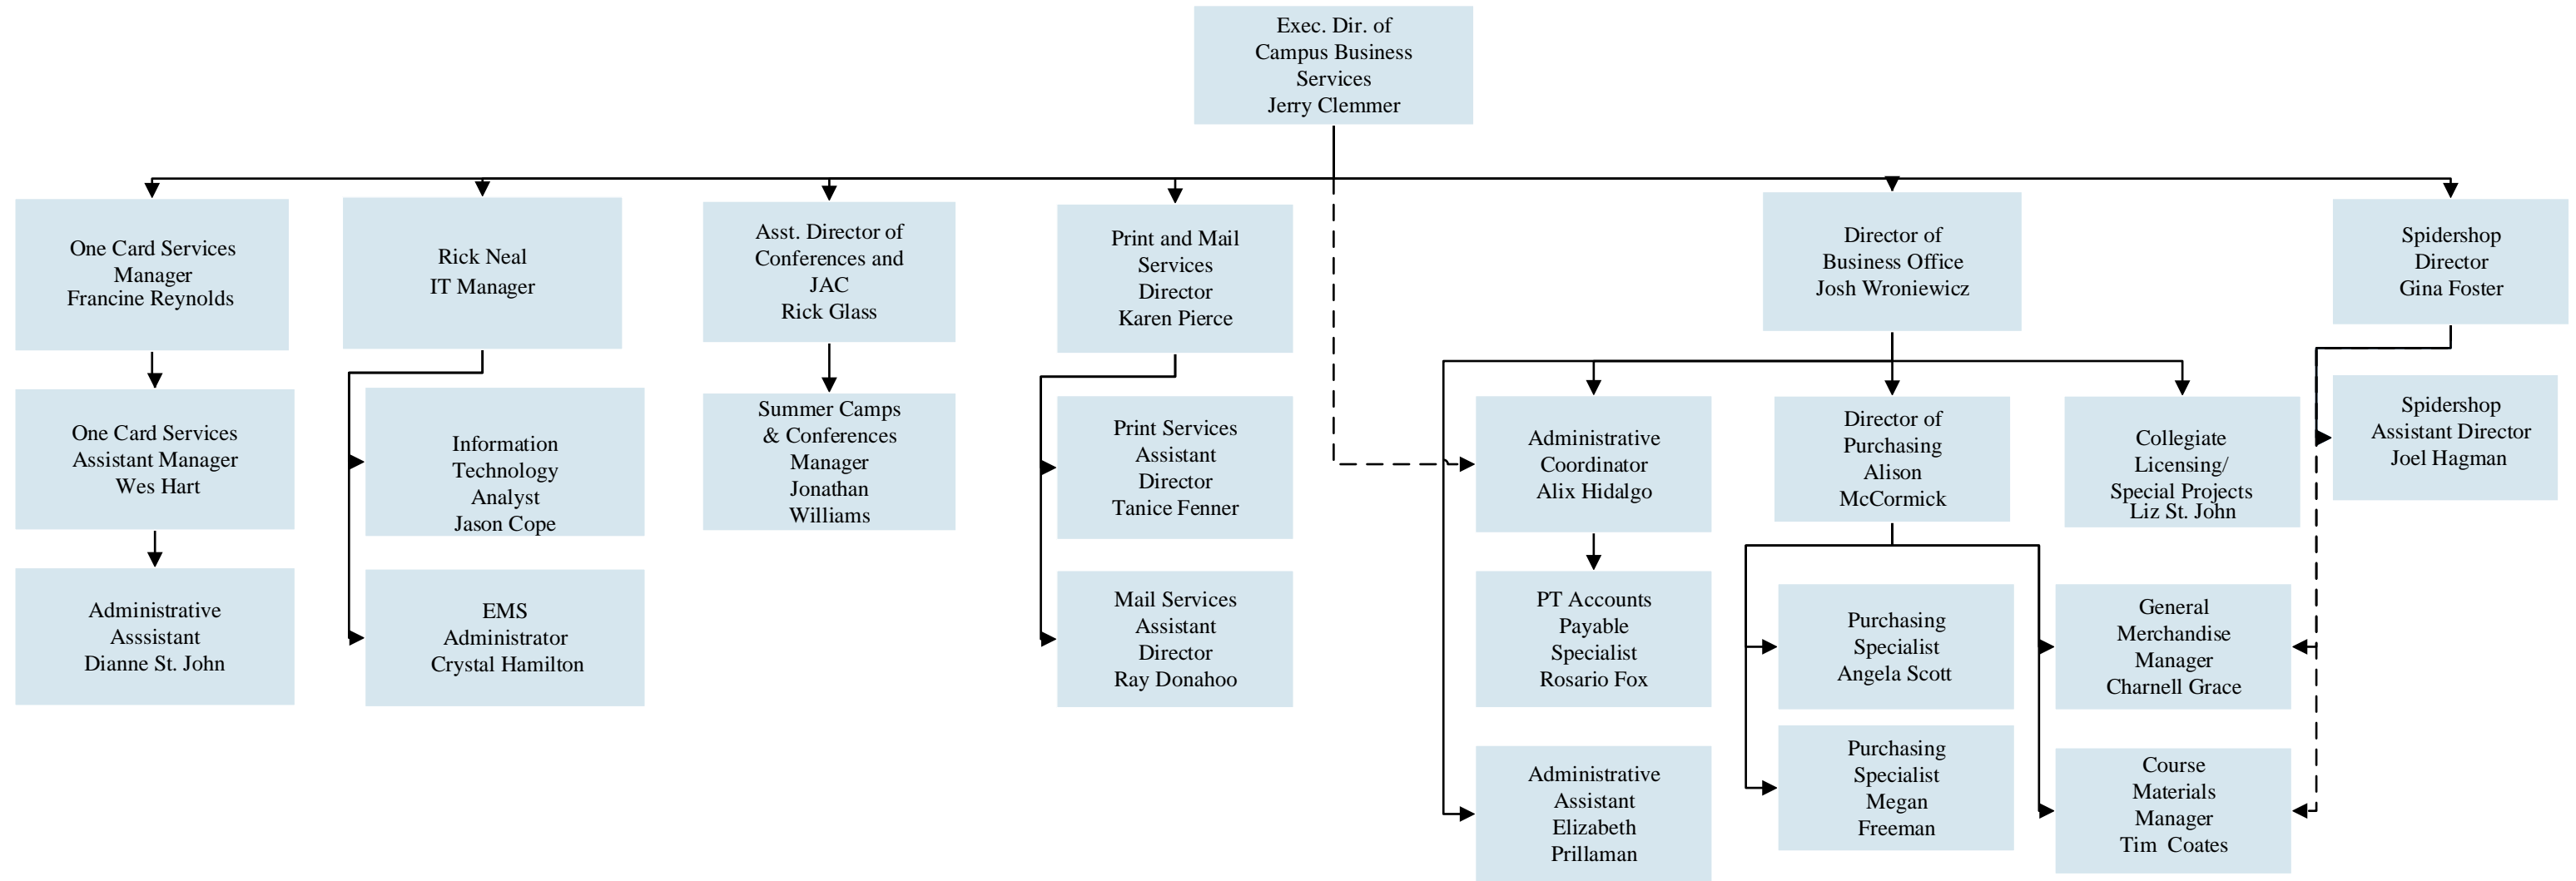 Exec. Dir. of
Campus Business
Services
Jerry Clemmer
One Card Services
Manager
Francine Reynolds
Rick Neal
IT Manager
Asst. Director of
Conferences and
JAC
Rick Glass
Print and Mail
Services
Director
Karen Pierce
Director of
Business Office
Josh Wroniewicz
Spidershop
Director
Gina Foster
One Card Services
Assistant Manager
Wes Hart
Information
Technology
Analyst
Jason Cope
Summer Camps
& Conferences
Manager
Jonathan
Williams
Print Services
Assistant
Director
Tanice Fenner
Administrative
Coordinator
Alix Hidalgo
Director of
Purchasing
Alison
McCormick
Collegiate
Licensing/
Special Projects
Liz St. John
Spidershop
Assistant Director
Joel Hagman
Administrative
Asssistant
Dianne St. John
EMS
Administrator
Crystal Hamilton
Mail Services
Assistant
Director
Ray Donahoo
PT Accounts
Payable
Specialist
Rosario Fox
Purchasing
Specialist
Angela Scott
General
Merchandise
Manager
Charnell Grace
Administrative
Assistant
Elizabeth
Prillaman
Purchasing
Specialist
Megan
Freeman
Course
Materials
Manager
Tim  Coates